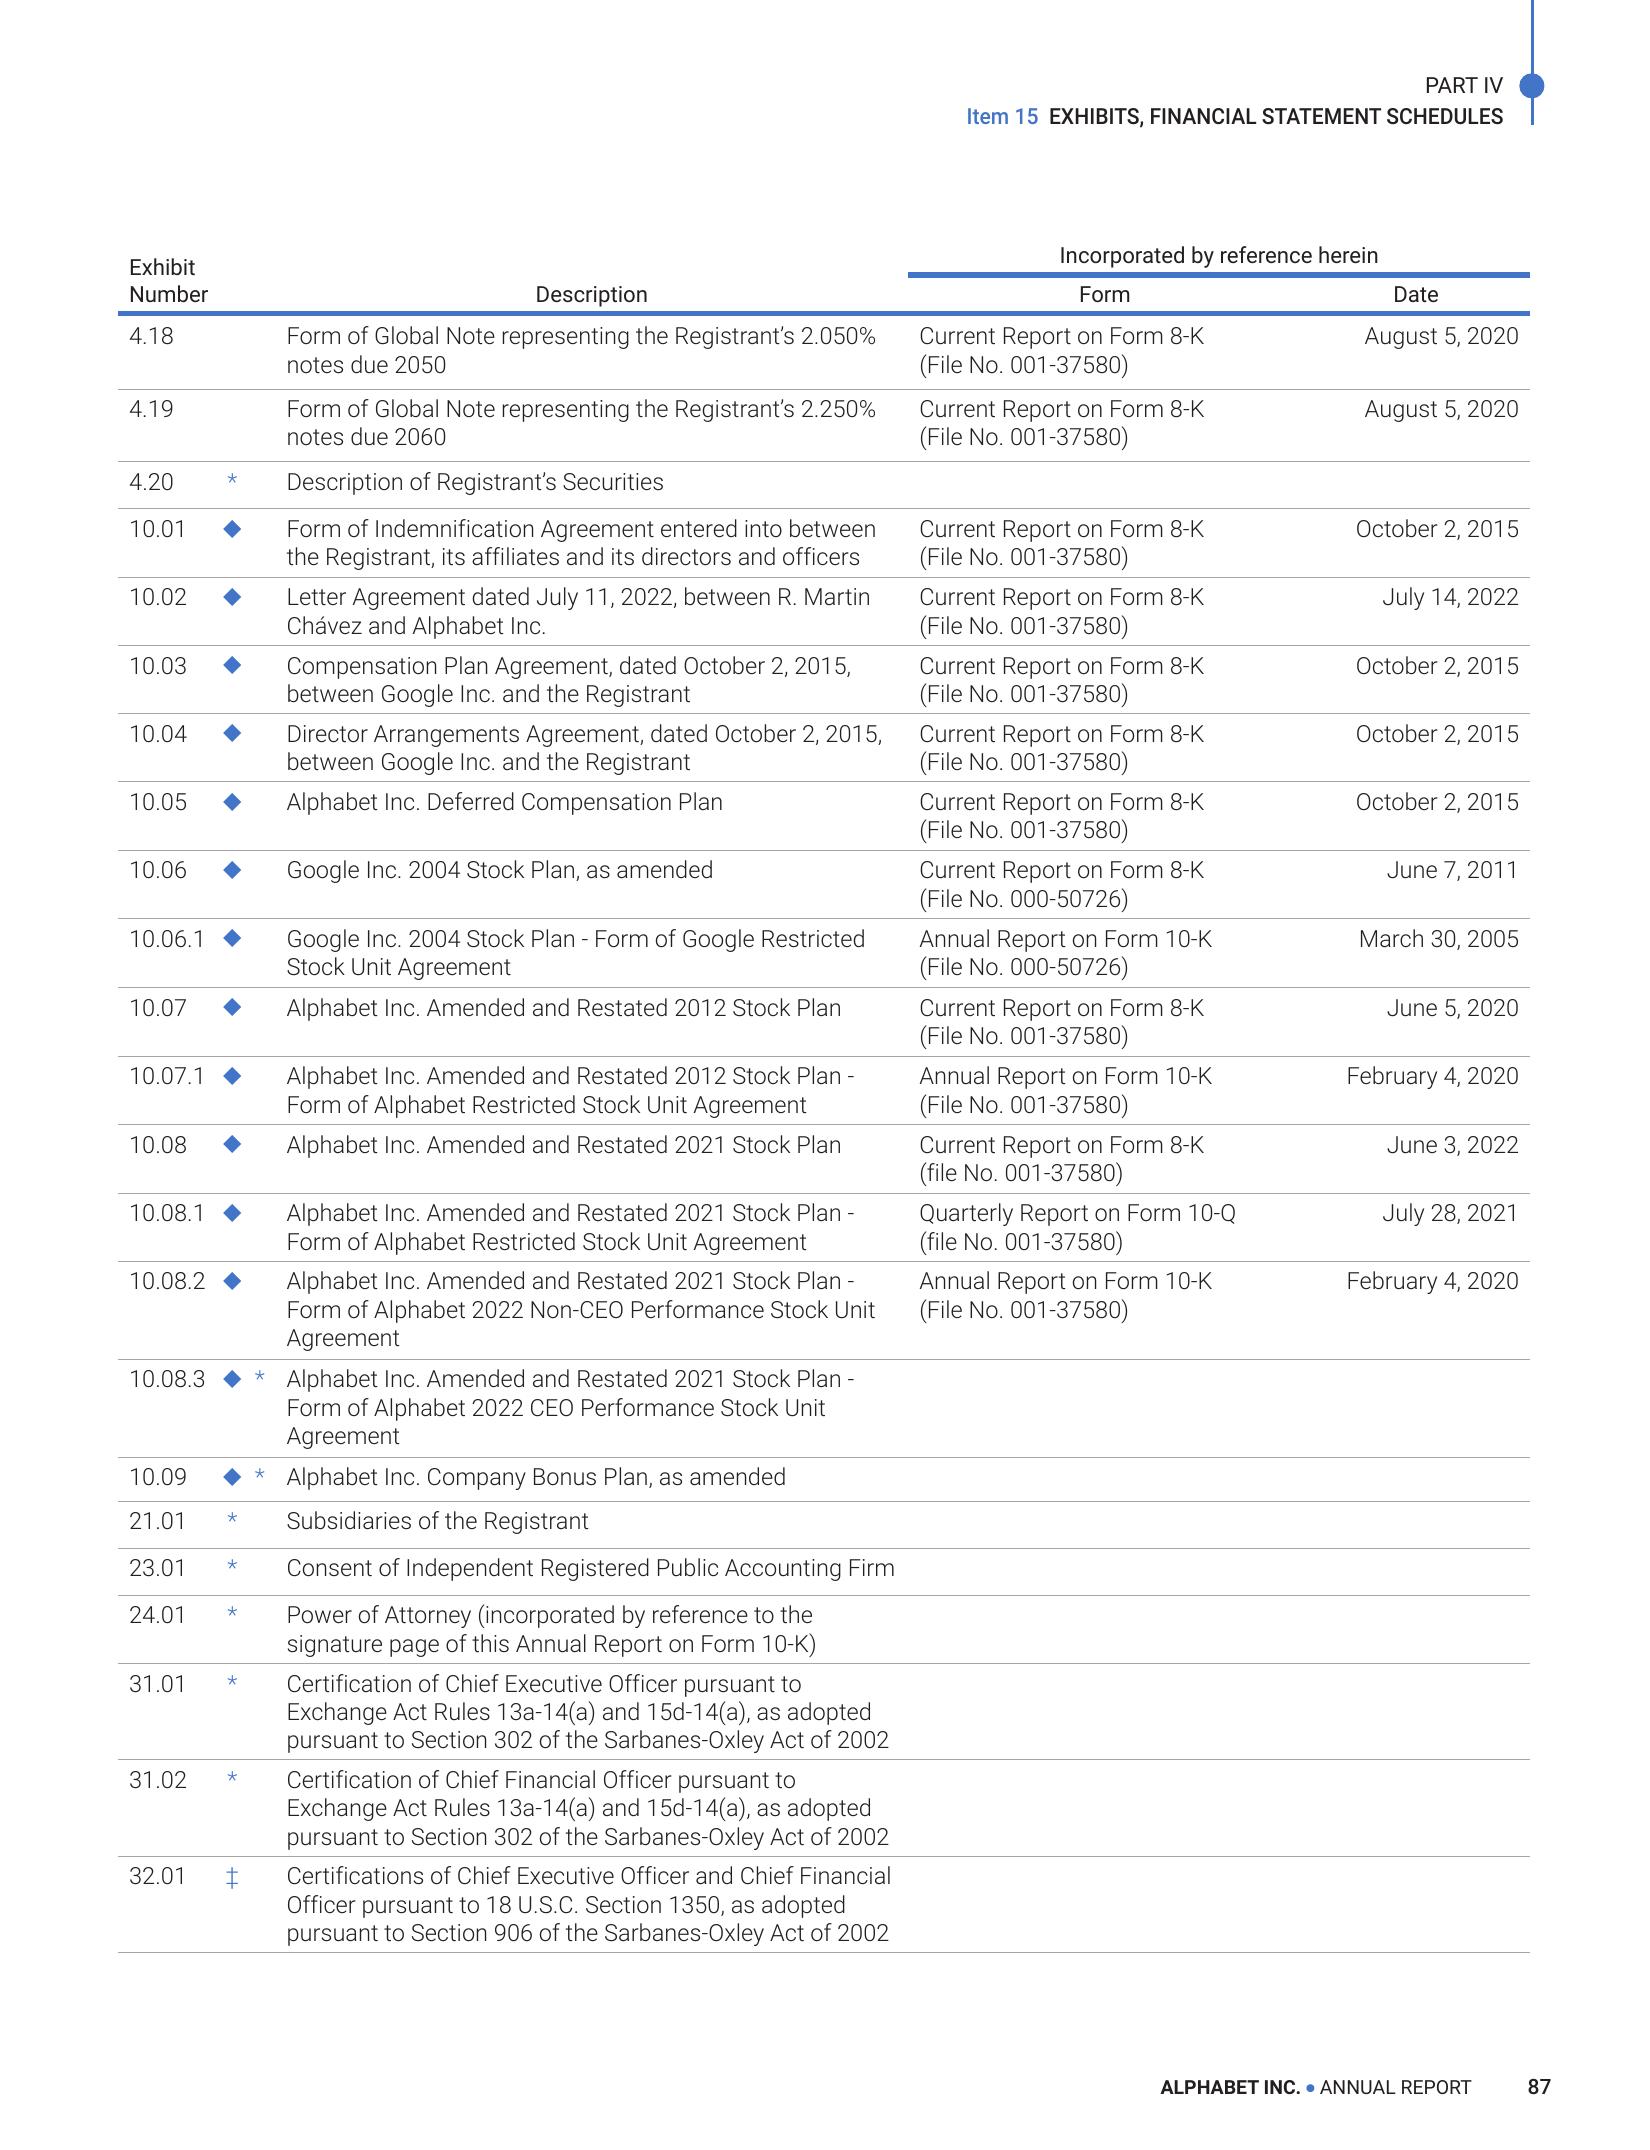 PART IV
Item 15 EXHIBITS, FINANCIAL STATEMENT SCHEDULES
Incorporated by reference herein
Exhibit
Number Description Form Date
4.18 Form of Global Note representing the Registrant’s 2.050% Current Report on Form 8-K August 5, 2020
notes due 2050 (File No. 001-37580)
4.19 Form of Global Note representing the Registrant’s 2.250% Current Report on Form 8-K August 5, 2020
notes due 2060 (File No. 001-37580)
4.20 * Description of Registrant’s Securities
10.01 ◆ Form of Indemnification Agreement entered into between Current Report on Form 8-K October 2, 2015
the Registrant, its affiliates and its directors and officers (File No. 001-37580)
10.02 ◆ Letter Agreement dated July 11, 2022, between R. Martin Current Report on Form 8-K July 14, 2022
Chávez and Alphabet Inc. (File No. 001-37580)
10.03 ◆ Compensation Plan Agreement, dated October 2, 2015, Current Report on Form 8-K October 2, 2015
between Google Inc. and the Registrant (File No. 001-37580)
10.04 ◆ Director Arrangements Agreement, dated October 2, 2015, Current Report on Form 8-K October 2, 2015
between Google Inc. and the Registrant (File No. 001-37580)
10.05 ◆ Alphabet Inc. Deferred Compensation Plan Current Report on Form 8-K October 2, 2015
(File No. 001-37580)
10.06 ◆ Google Inc. 2004 Stock Plan, as amended Current Report on Form 8-K June 7, 2011
(File No. 000-50726)
10.06.1 ◆ Google Inc. 2004 Stock Plan - Form of Google Restricted Annual Report on Form 10-K March 30, 2005
Stock Unit Agreement (File No. 000-50726)
10.07 ◆ Alphabet Inc. Amended and Restated 2012 Stock Plan Current Report on Form 8-K June 5, 2020
(File No. 001-37580)
10.07.1 ◆ Alphabet Inc. Amended and Restated 2012 Stock Plan - Annual Report on Form 10-K February 4, 2020
Form of Alphabet Restricted Stock Unit Agreement (File No. 001-37580)
10.08 ◆ Alphabet Inc. Amended and Restated 2021 Stock Plan Current Report on Form 8-K June 3, 2022
(file No. 001-37580)
10.08.1 ◆ Alphabet Inc. Amended and Restated 2021 Stock Plan - Quarterly Report on Form 10-Q July 28, 2021
Form of Alphabet Restricted Stock Unit Agreement (file No. 001-37580)
10.08.2 ◆ Alphabet Inc. Amended and Restated 2021 Stock Plan - Annual Report on Form 10-K February 4, 2020
Form of Alphabet 2022 Non-CEO Performance Stock Unit (File No. 001-37580)
Agreement
10.08.3 ◆ * Alphabet Inc. Amended and Restated 2021 Stock Plan -
Form of Alphabet 2022 CEO Performance Stock Unit
Agreement
10.09 ◆ * Alphabet Inc. Company Bonus Plan, as amended
21.01 * Subsidiaries of the Registrant
23.01 * Consent of Independent Registered Public Accounting Firm
24.01 * Power of Attorney (incorporated by reference to the
signature page of this Annual Report on Form 10-K)
31.01 * Certification of Chief Executive Officer pursuant to
Exchange Act Rules 13a-14(a) and 15d-14(a), as adopted
pursuant to Section 302 of the Sarbanes-Oxley Act of 2002
31.02 * Certification of Chief Financial Officer pursuant to
Exchange Act Rules 13a-14(a) and 15d-14(a), as adopted
pursuant to Section 302 of the Sarbanes-Oxley Act of 2002
32.01 ‡ Certifications of Chief Executive Officer and Chief Financial
Officer pursuant to 18 U.S.C. Section 1350, as adopted
pursuant to Section 906 of the Sarbanes-Oxley Act of 2002
ALPHABET INC. • ANNUAL REPORT 87